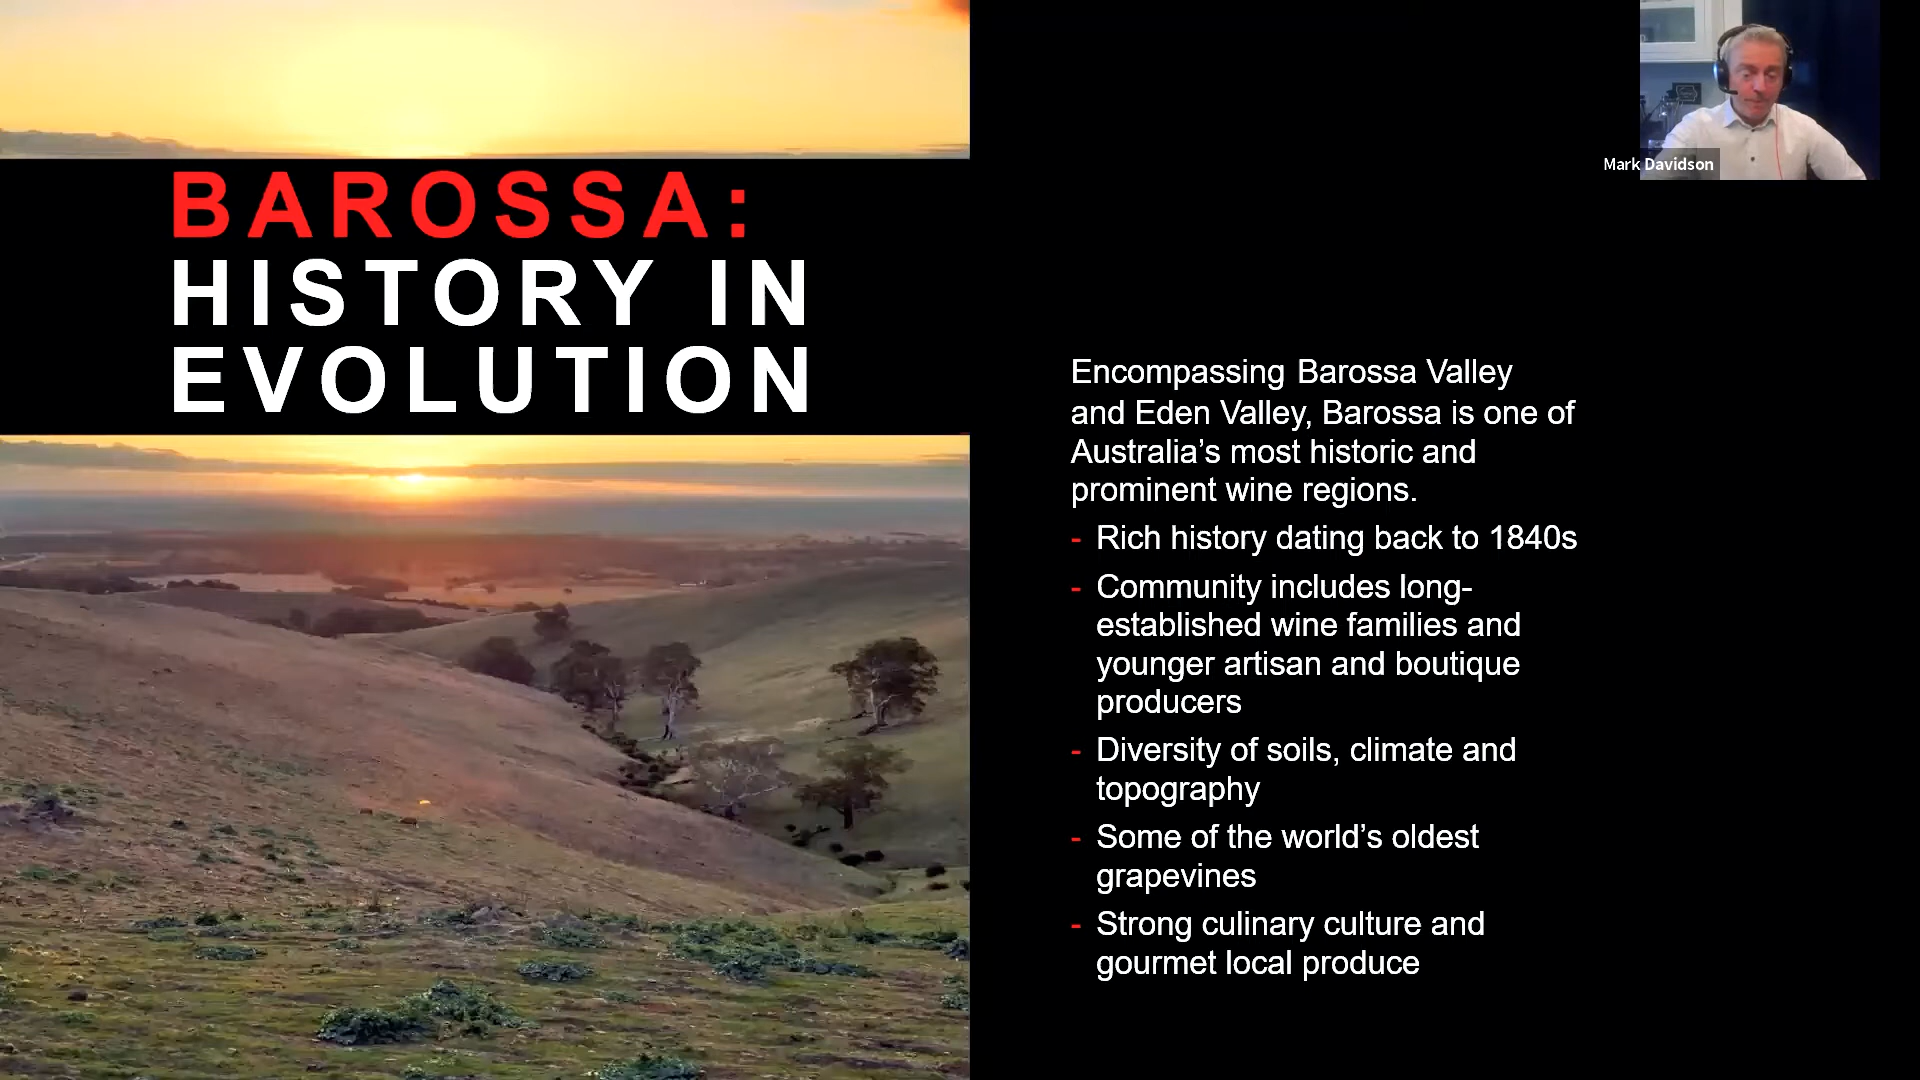 BAROSSA:
HISTORY IN
EVOLUTION
Encompassing Barossa Valley
and Eden Valley, Barossa is one of
Australia’s most historic and
prominent wine regions.
- Rich history dating back to 1840s
- Community includes long-
established wine families and
younger artisan and boutique
producers
- Diversity of soils, climate and
topography
- Some of the world’s oldest
grapevines
- Strong culinary culture and
gourmet local produce
Mark Davidson